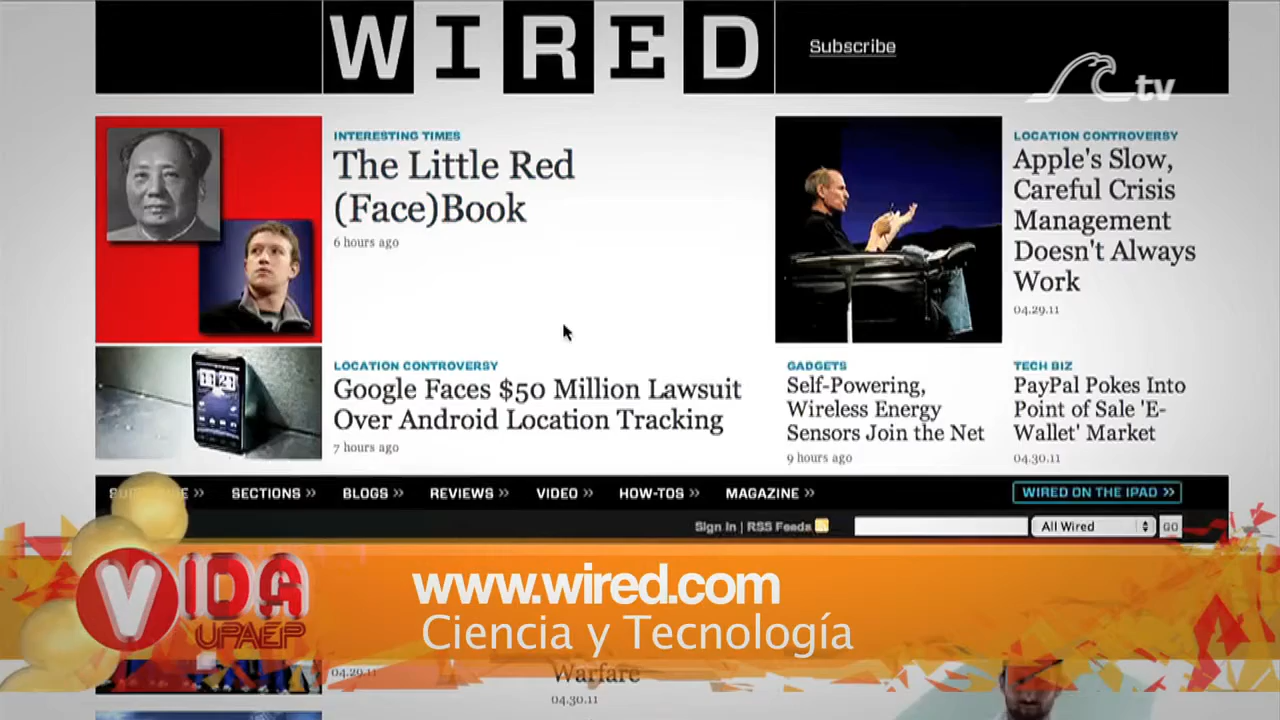 WIRED
Subscribe
tv
INTERESTING TIMES
The Little Red
(Face)Book
6 hours ago
LOCATION CONTROVERSY
Apple's Slow,
Careful Crisis
Management
Doesn't Always
Work
04.29.11
LOCATION CONTROVERSY
Google Faces $50 Million Lawsuit
Over Android Location Tracking
7 hours ago
GADGETS
Self-Powering,
Wireless Energy
Sensors Join the Net
9 hours ago
TECH BIZ
PayPal Pokes Into
Point of Sale 'E-
Wallet' Market
04.30.11
SECTIONS »
BLOGS »
REVIEWS »
VIDEO »
HOW-TOS »
MAGAZINE »
WIRED ON THE IPAD »
Sign In | RSS Feeds
All Wired
GO
VIDA
UPAEP
www.wired.com
Ciencia y Tecnología
04.29.11
Warfare
04.30.11